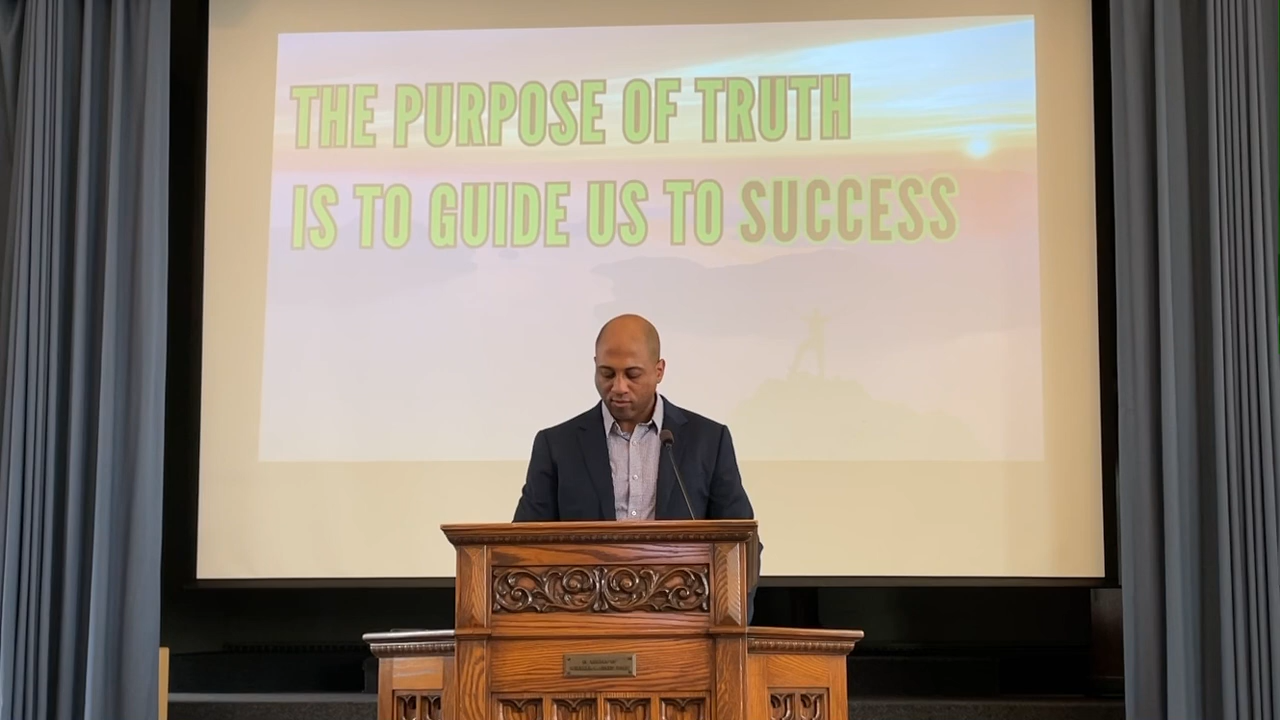 THE PURPOSE OF TRUTH
IS TO GUIDE US TO SUCCESS